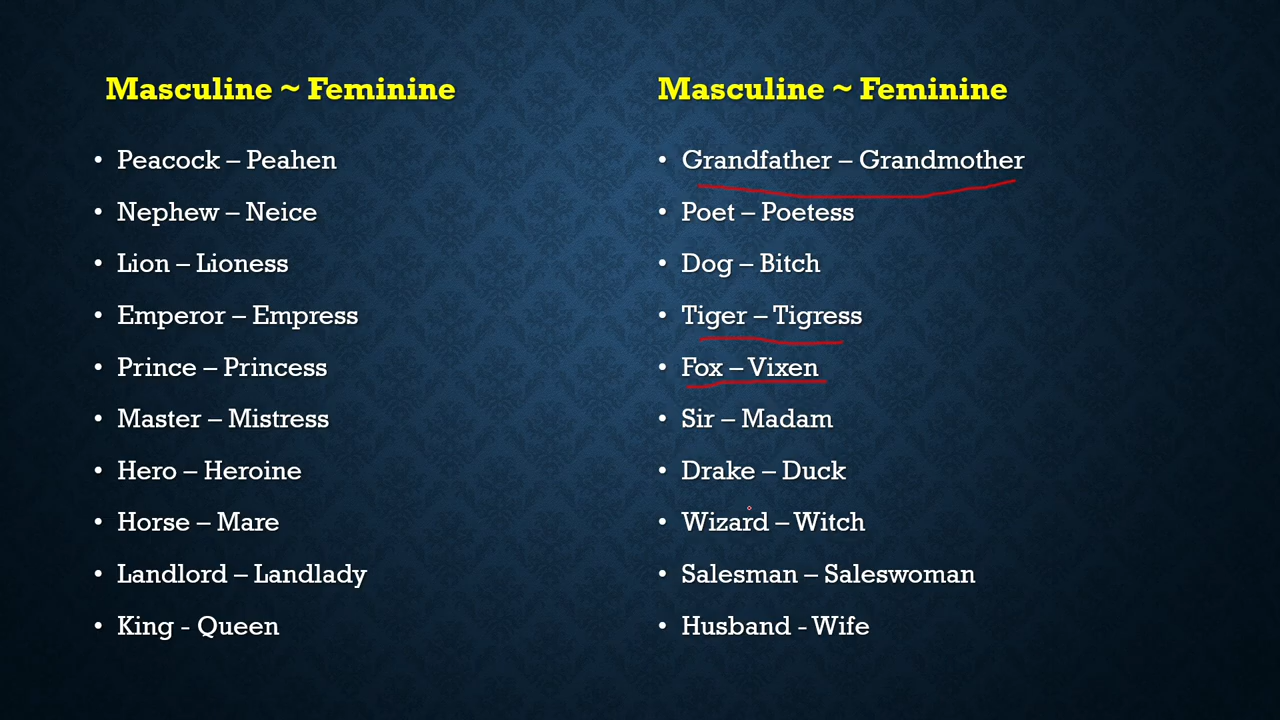 Masculine ~ Feminine
• Peacock – Peahen
• Nephew – Neice
• Lion – Lioness
• Emperor – Empress
• Prince – Princess
• Master – Mistress
• Hero – Heroine
• Horse – Mare
• Landlord – Landlady
• King - Queen
Masculine ~ Feminine
• Grandfather – Grandmother
• Poet – Poetess
• Dog – Bitch
• Tiger – Tigress
• Fox – Vixen
• Sir – Madam
• Drake – Duck
• Wizard – Witch
• Salesman – Saleswoman
• Husband - Wife